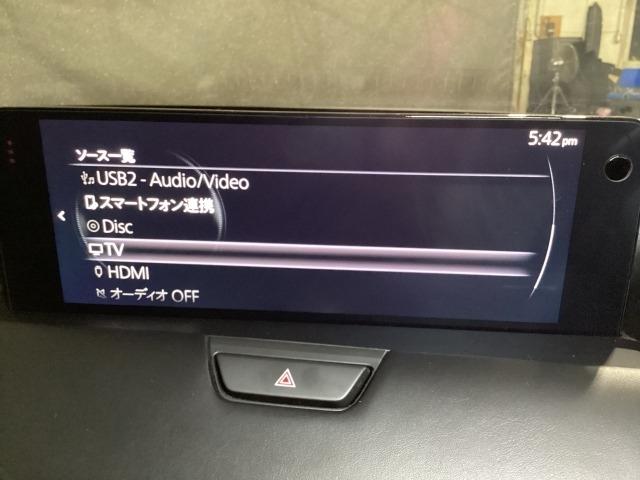 5:42pm
ソース一覧
USB2 - Audio/Video
スマートフォン連携
Disc
TV
HDMI
オーディオ OFF